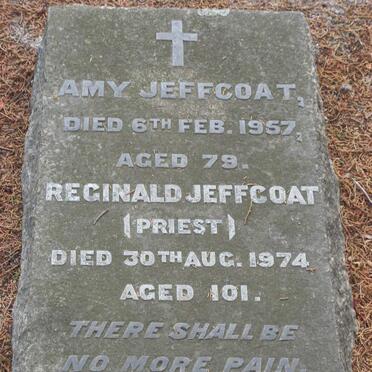 AMY JEFFCOAT,
DIED 6TH FEB. 1957,
AGED 79.
REGINALD JEFFCOAT
(PRIEST)
DIED 30TH AUG. 1974
AGED 101.
THERE SHALL BE
NO MORE PAIN.